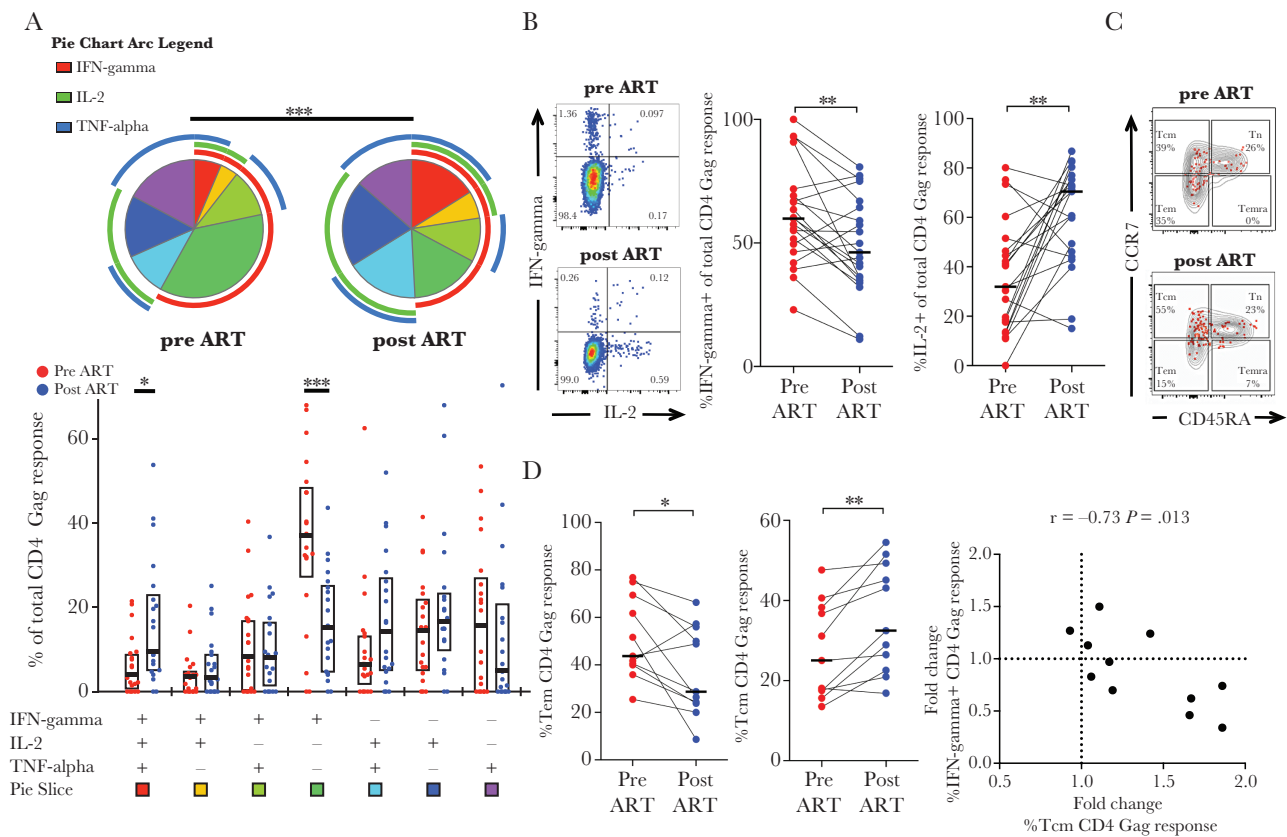 A
Pie Chart Arc Legend
IFN-gamma
IL-2
TNF-alpha
***
pre ART
post ART
Pre ART
Post ART
*
***
% of total CD4 Gag response
60
40
20
0
IFN-gamma + + + + – – –
IL-2 + + – – + + –
TNF-alpha + – + – + – +
Pie Slice
B
pre ART
1.36 0.097
98.4 0.17
post ART
0.26 0.12
99.0 0.59
IFN-gamma
IL-2
**
%IFN-gamma+ of total CD4 Gag response
100
50
0
Pre ART
Post ART
**
%IL-2+ of total CD4 Gag response
100
80
60
40
20
0
Pre ART
Post ART
C
pre ART
Tcm 39%
Tn 26%
Tem 35%
Temra 0%
post ART
Tcm 55%
Tn 23%
Tem 15%
Temra 7%
CCR7
CD45RA
D
*
%Tcm CD4 Gag response
100
80
60
40
20
0
Pre ART
Post ART
**
%Tcm CD4 Gag response
60
40
20
0
Pre ART
Post ART
r = –0.73 P = .013
Fold change
%IFN-gamma+ CD4 Gag response
2.0
1.5
1.0
0.5
0.0
0.5 1.0 1.5 2.0
Fold change
%Tcm CD4 Gag response